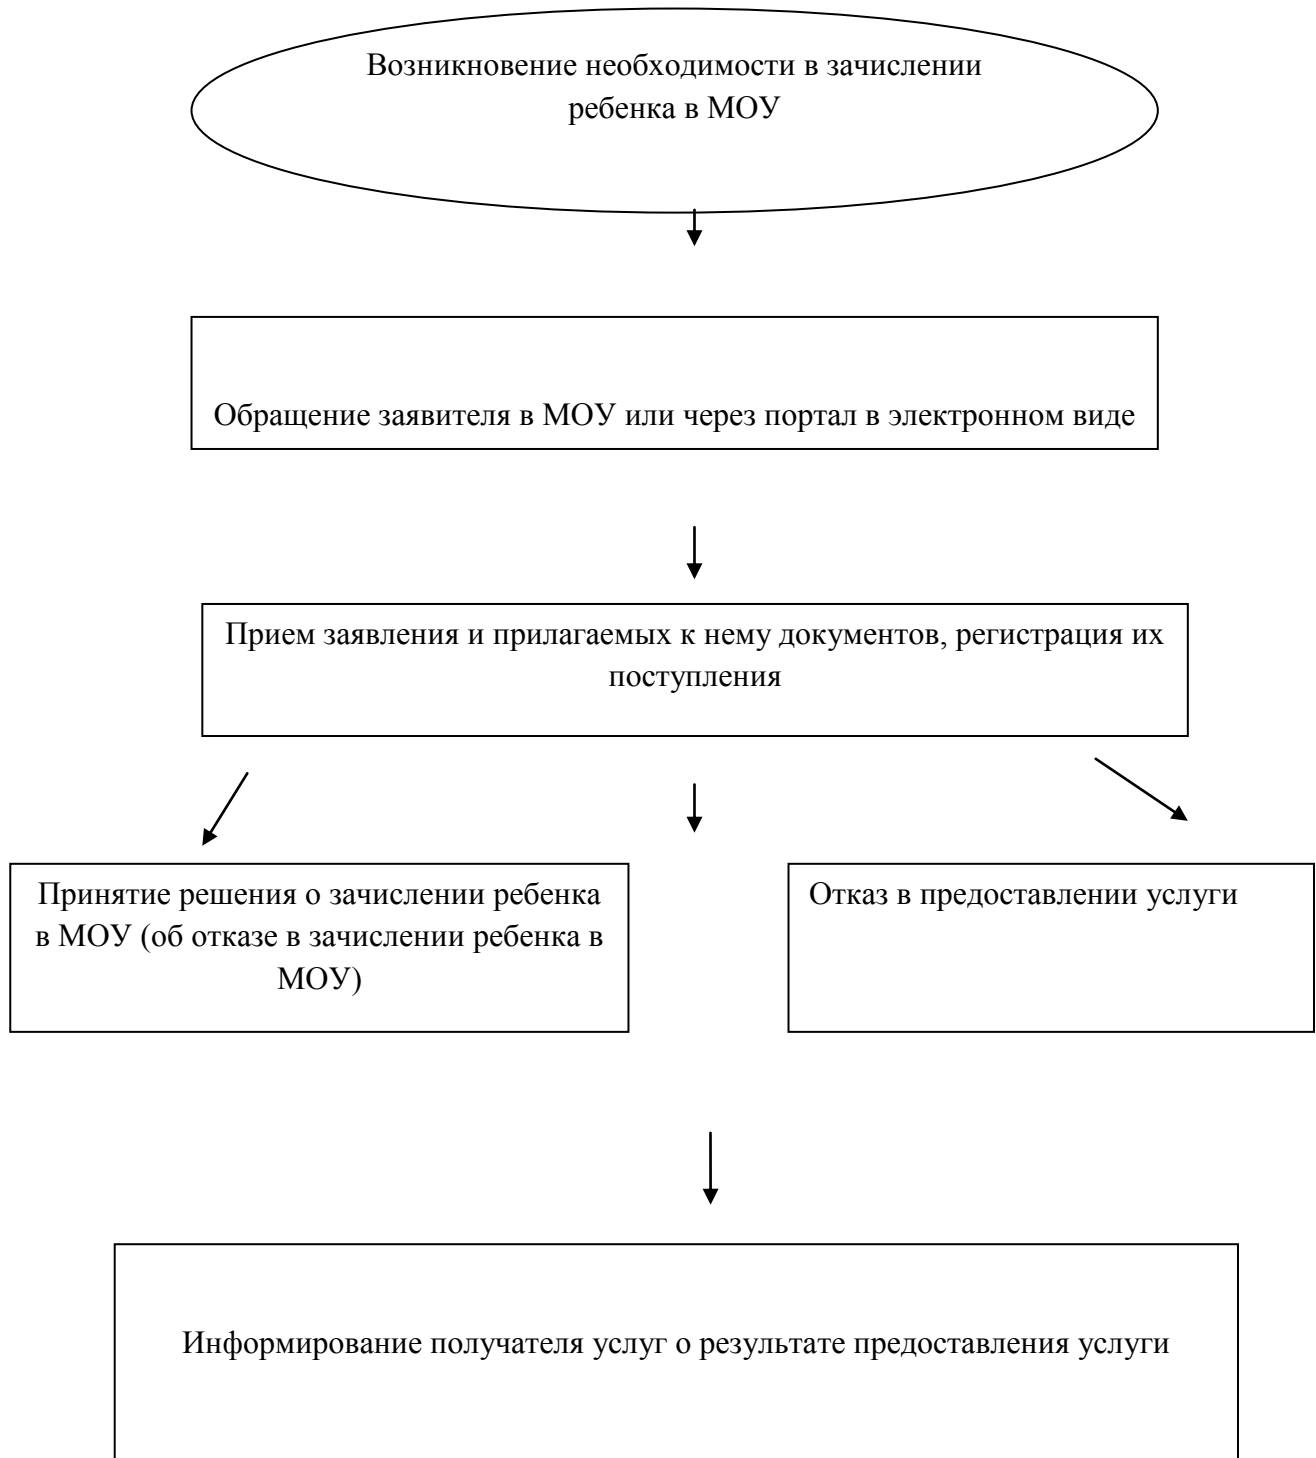 Возникновение необходимости в зачислении
ребенка в МОУ
Обращение заявителя в МОУ или через портал в электронном виде
Прием заявления и прилагаемых к нему документов, регистрация их
поступления
Принятие решения о зачислении ребенка
в МОУ (об отказе в зачислении ребенка в
МОУ)
Отказ в предоставлении услуги
Информирование получателя услуг о результате предоставления услуги